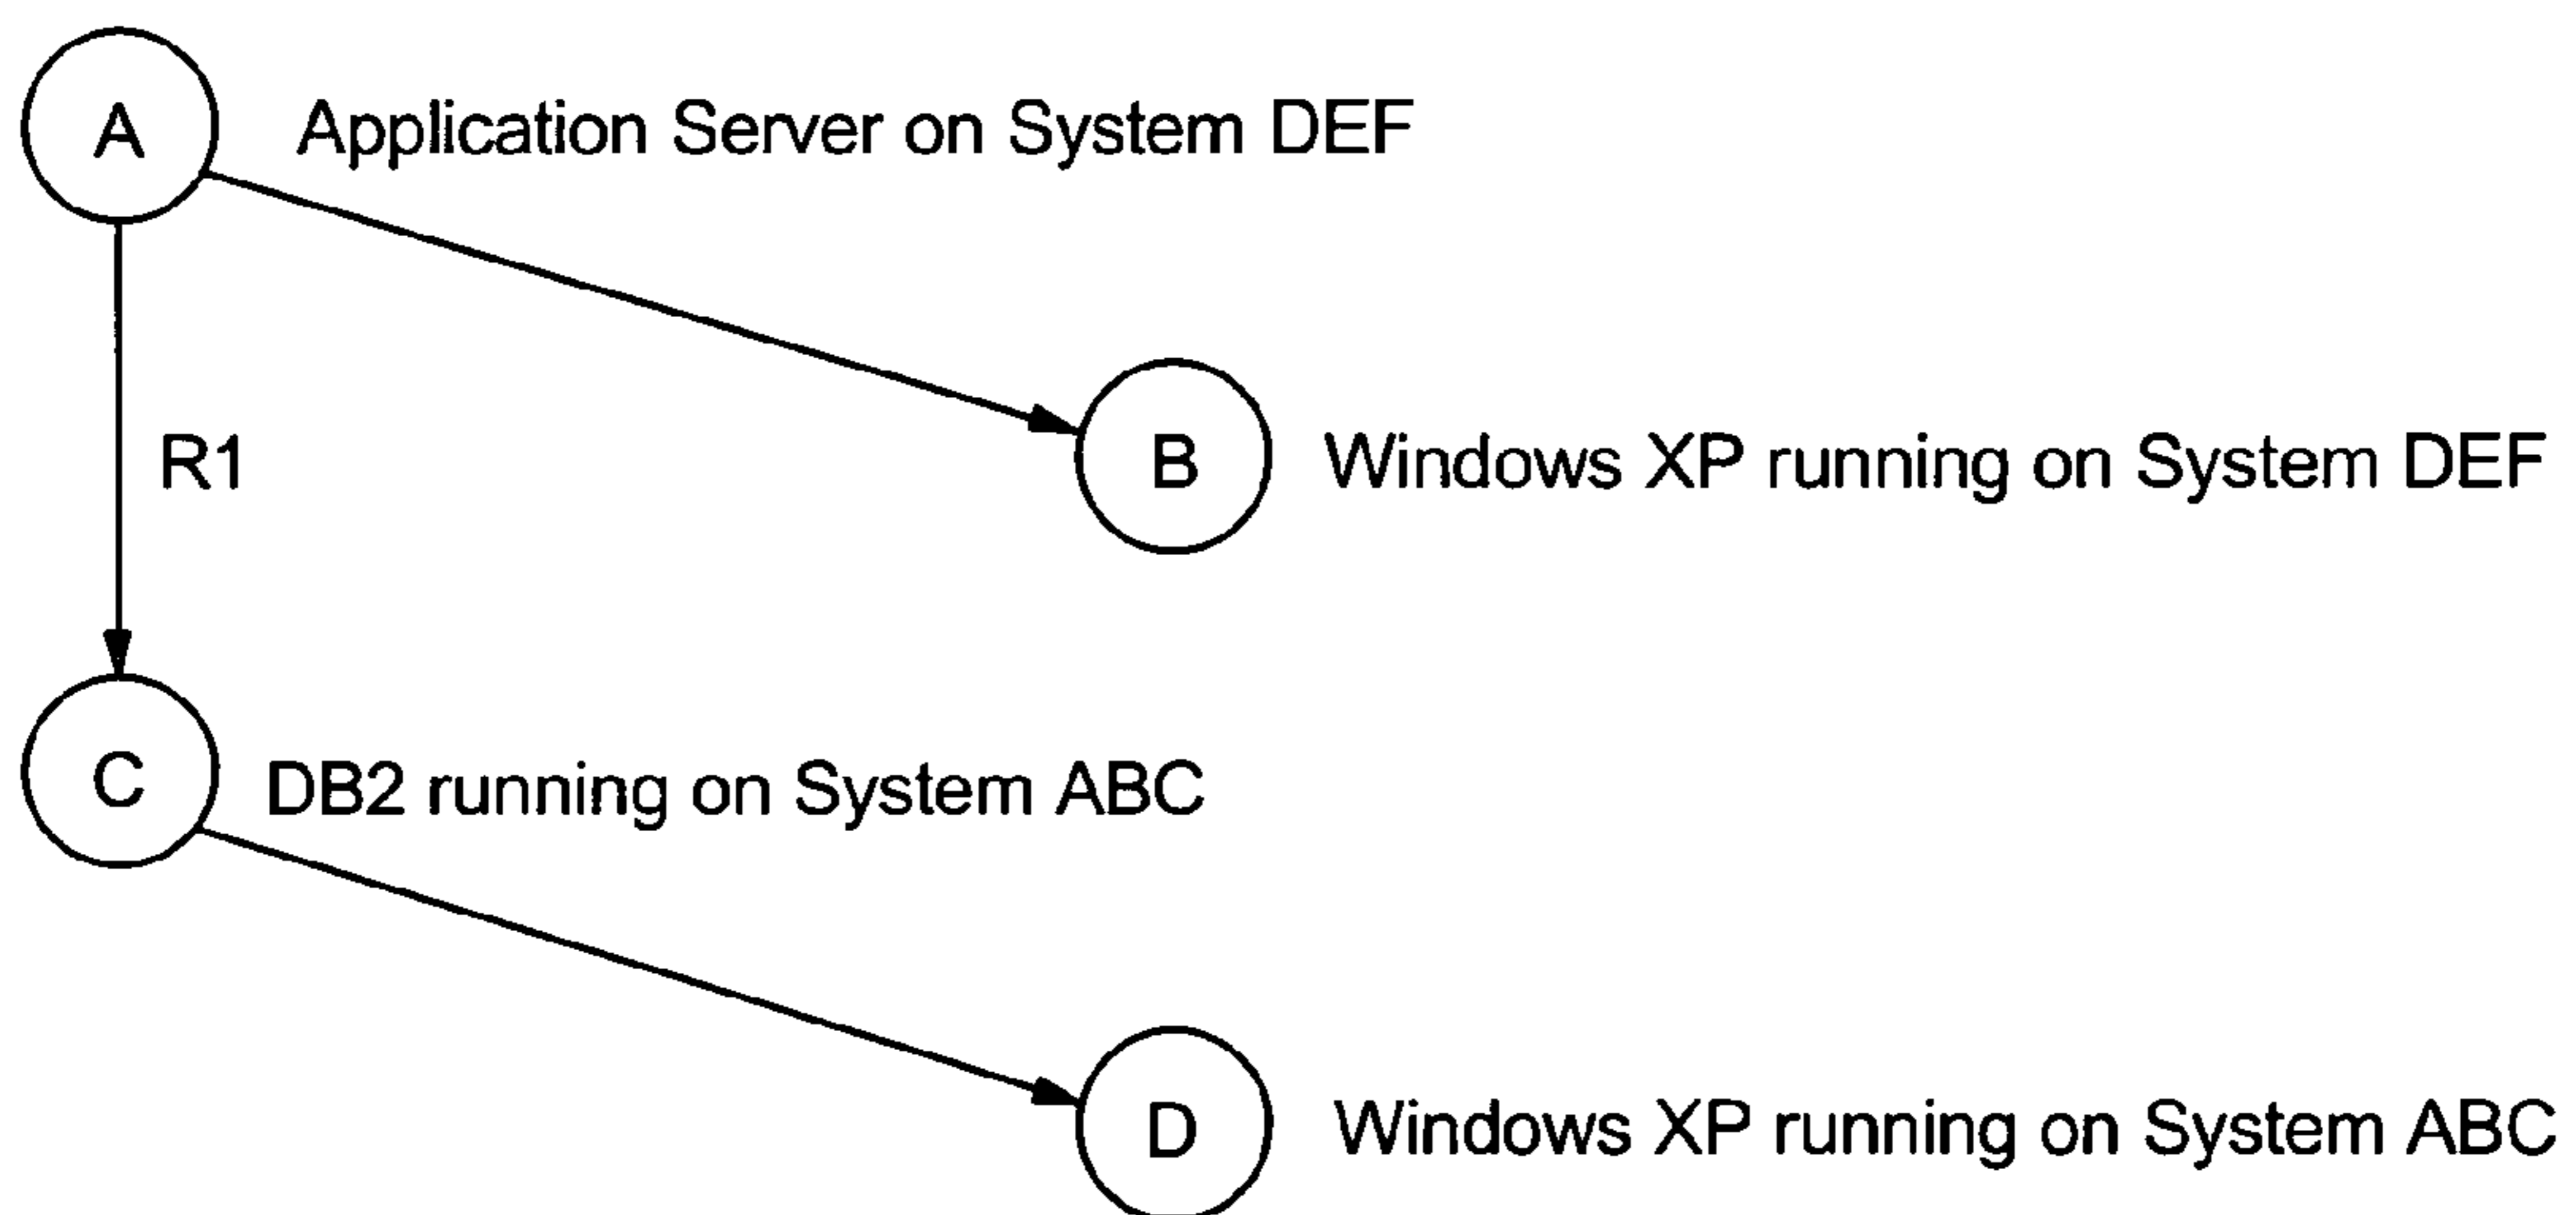 A
Application Server on System DEF
B
Windows XP running on System DEF
R1
C
DB2 running on System ABC
D
Windows XP running on System ABC